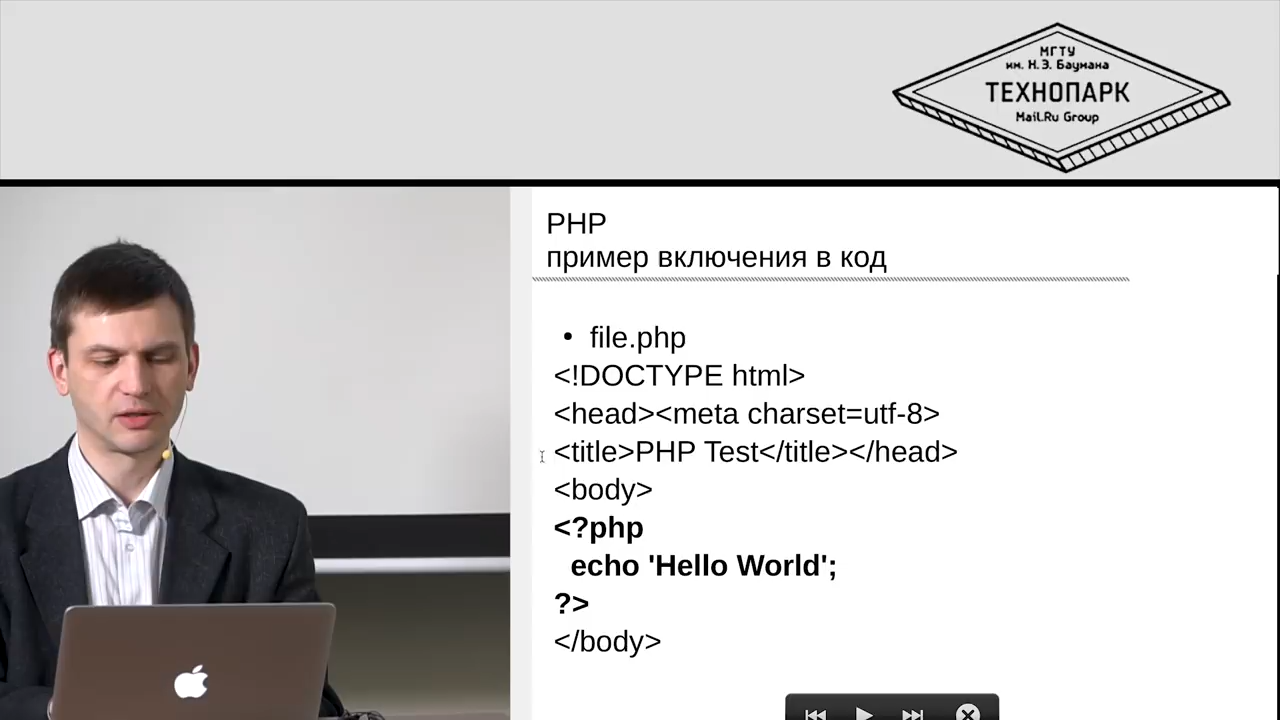 МГТУ
им. Н.Э. Баумана
ТЕХНОПАРК
Mail.Ru Group
PHP
пример включения в код
• file.php
<!DOCTYPE html>
<head><meta charset=utf-8>
<title>PHP Test</title></head>
<body>
<?php
echo 'Hello World';
?>
</body>